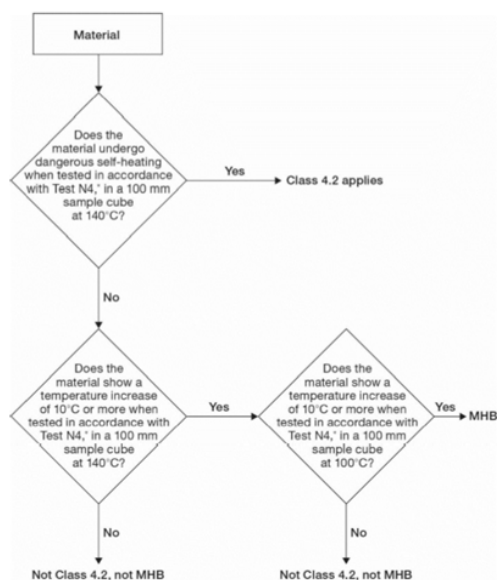 Material
Does the
material undergo
dangerous self-heating
when tested in accordance
with Test N4,* in a 100 mm
sample cube
at 140°C?
Yes
Class 4.2 applies
No
Does the
material show a
temperature increase
of 10°C or more when
tested in accordance with
Test N4,* in a 100 mm
sample cube
at 140°C?
Yes
Does the
material show a
temperature increase
of 10°C or more when
tested in accordance with
Test N4,* in a 100 mm
sample cube
at 100°C?
Yes
MHB
No
No
Not Class 4.2, not MHB
Not Class 4.2, not MHB